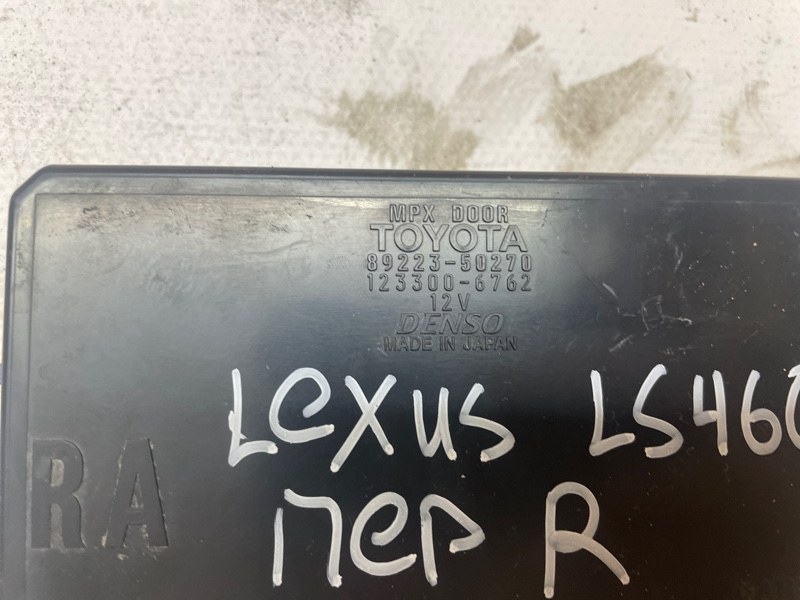 MPX DOOR
TOYOTA
89223-50270
123300-6762
12V
DENSO
MADE IN JAPAN
Lexus LS460
RA
пер R